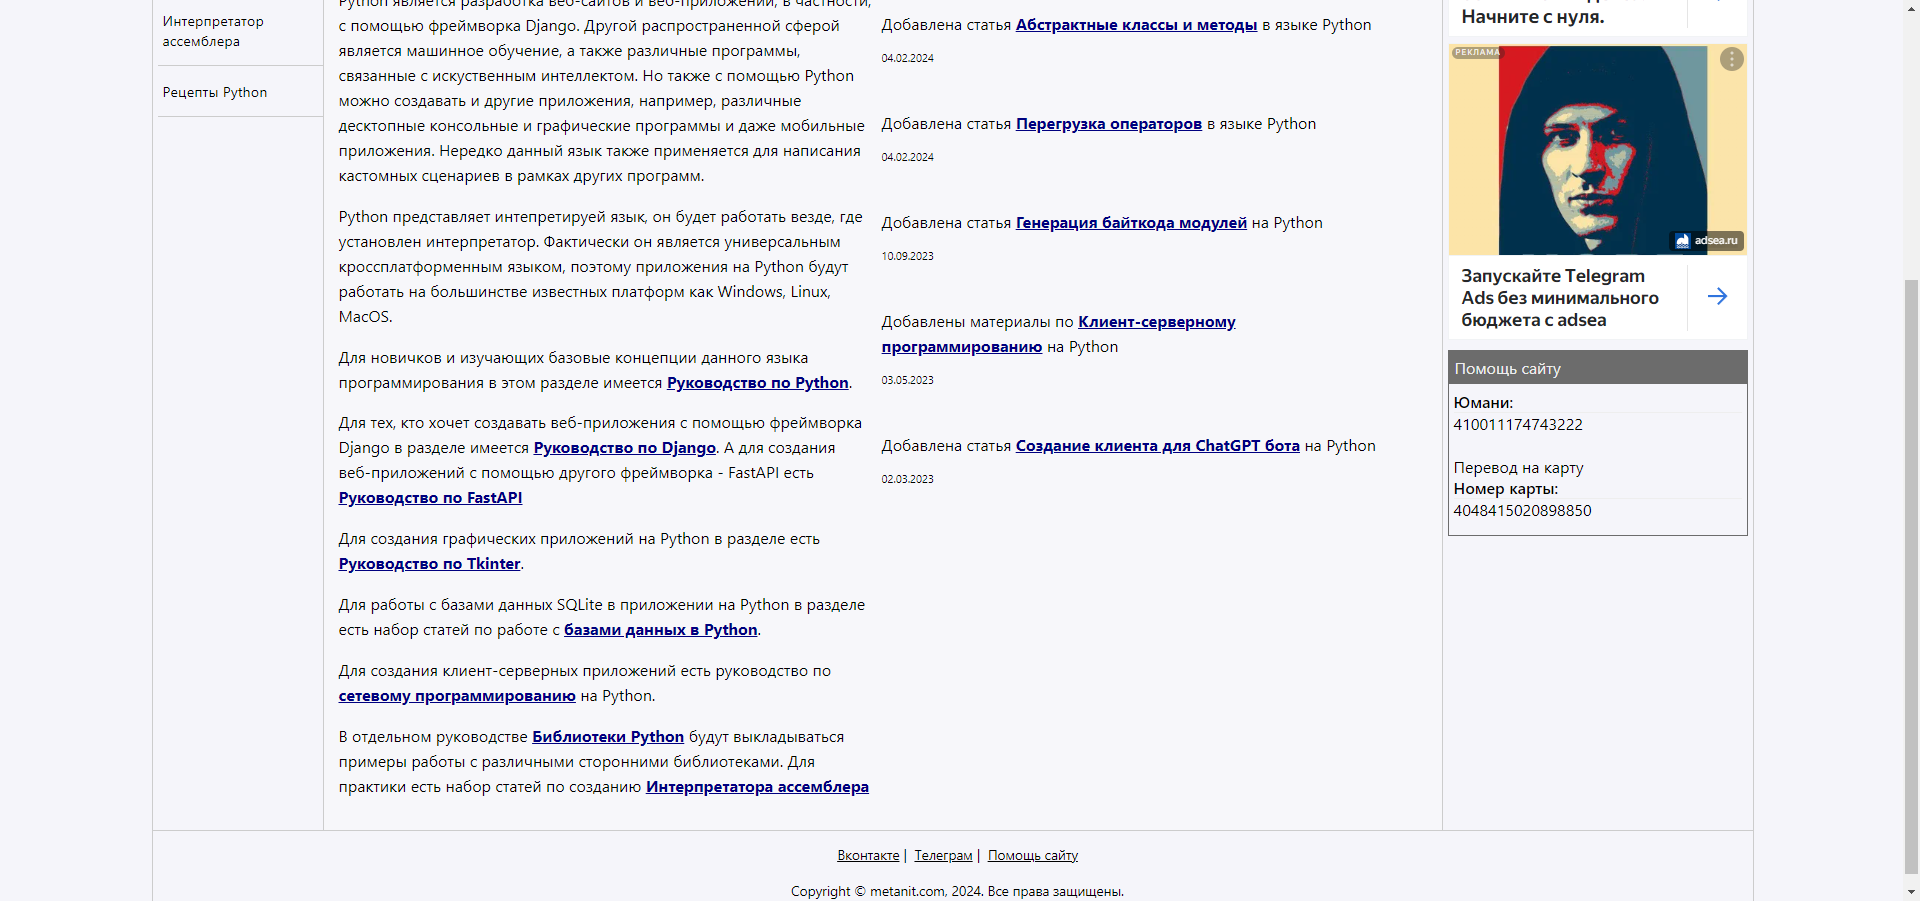 Интерпретатор
ассемблера
Рецепты Python
Python является разработка веб-сайтов и веб-приложений, в частности,
с помощью фреймворка Django. Другой распространенной сферой
является машинное обучение, а также различные программы,
связанные с искуственным интеллектом. Но также с помощью Python
можно создавать и другие приложения, например, различные
десктопные консольные и графические программы и даже мобильные
приложения. Нередко данный язык также применяется для написания
кастомных сценариев в рамках других программ.
Python представляет интепретируей язык, он будет работать везде, где
установлен интерпретатор. Фактически он является универсальным
кроссплатформенным языком, поэтому приложения на Python будут
работать на большинстве известных платформ как Windows, Linux,
MacOS.
Для новичков и изучающих базовые концепции данного языка
программирования в этом разделе имеется Руководство по Python.
Для тех, кто хочет создавать веб-приложения с помощью фреймворка
Django в разделе имеется Руководство по Django. А для создания
веб-приложений с помощью другого фреймворка - FastAPI есть
Руководство по FastAPI
Для создания графических приложений на Python в разделе есть
Руководство по Tkinter.
Для работы с базами данных SQLite в приложении на Python в разделе
есть набор статей по работе с базами данных в Python.
Для создания клиент-серверных приложений есть руководство по
сетевому программированию на Python.
В отдельном руководстве Библиотеки Python будут выкладываться
примеры работы с различными сторонними библиотеками. Для
практики есть набор статей по созданию Интерпретатора ассемблера
Добавлена статья Абстрактные классы и методы в языке Python
04.02.2024
Добавлена статья Перегрузка операторов в языке Python
04.02.2024
Добавлена статья Генерация байткода модулей на Python
10.09.2023
Добавлены материалы по Клиент-серверному
программированию на Python
03.05.2023
Добавлена статья Создание клиента для ChatGPT бота на Python
02.03.2023
Начните с нуля.
РЕКЛАМА
adsea.ru
Запускайте Telegram
Ads без минимального
бюджета с adsea
Помощь сайту
Юмани:
410011174743222
Перевод на карту
Номер карты:
4048415020898850
Вконтакте | Телеграм | Помощь сайту
Copyright © metanit.com, 2024. Все права защищены.